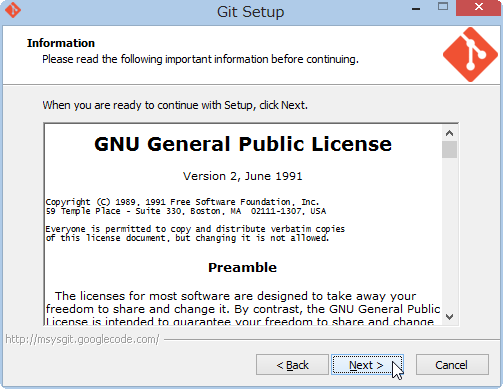 Git Setup
Information
Please read the following important information before continuing.
When you are ready to continue with Setup, click Next.
GNU General Public License
Version 2, June 1991
Copyright (C) 1989, 1991 Free Software Foundation, Inc.
59 Temple Place - Suite 330, Boston, MA  02111-1307, USA
Everyone is permitted to copy and distribute verbatim copies
of this license document, but changing it is not allowed.
Preamble
The licenses for most software are designed to take away your
freedom to share and change it. By contrast, the GNU General Public
License is intended to guarantee your freedom to share and change
http://msysgit.googlecode.com/
< Back
Next >
Cancel